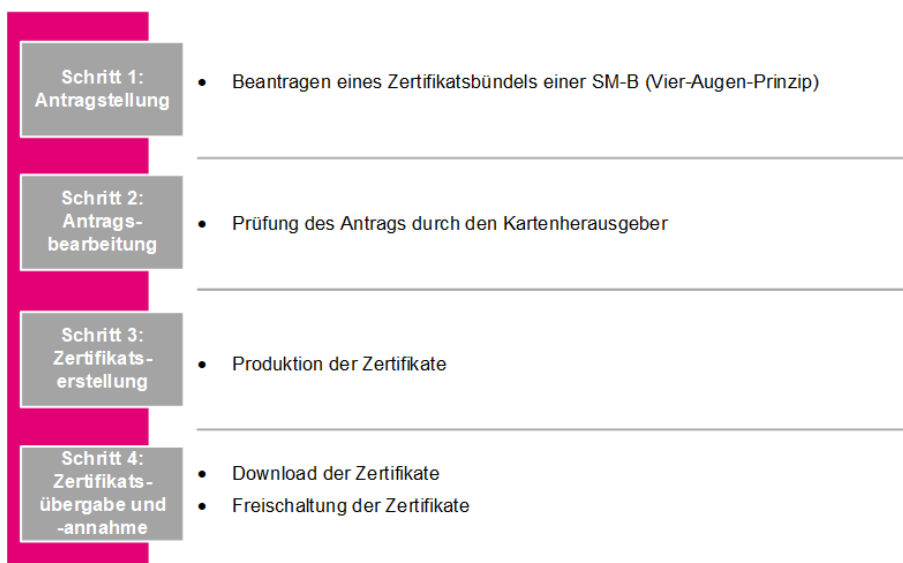 Schritt 1:
Antragstellung
• Beantragen eines Zertifikatsbündels einer SM-B (Vier-Augen-Prinzip)
Schritt 2:
Antrags-
bearbeitung
• Prüfung des Antrags durch den Kartenherausgeber
Schritt 3:
Zertifikats-
erstellung
• Produktion der Zertifikate
Schritt 4:
Zertifikats-
übergabe und
-annahme
• Download der Zertifikate
• Freischaltung der Zertifikate